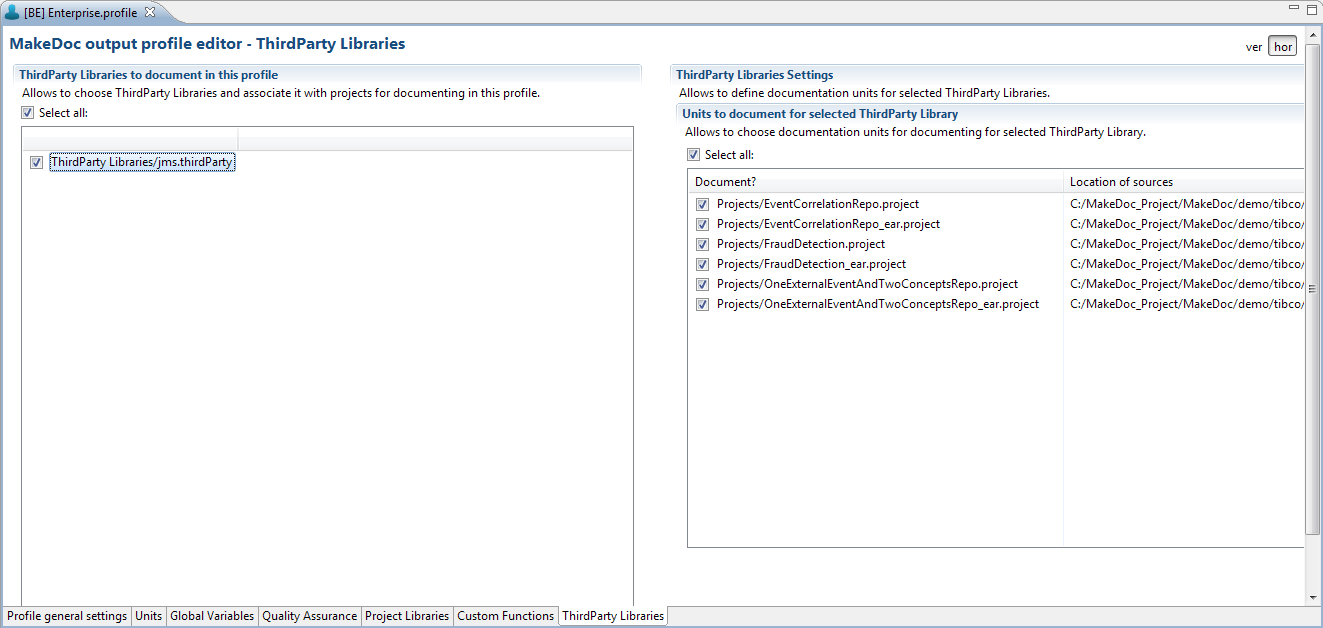 [BE] Enterprise.profile
MakeDoc output profile editor - ThirdParty Libraries
ver hor
ThirdParty Libraries to document in this profile
Allows to choose ThirdParty Libraries and associate it with projects for documenting in this profile.
Select all:
ThirdParty Libraries/jms.thirdParty
ThirdParty Libraries Settings
Allows to define documentation units for selected ThirdParty Libraries.
Units to document for selected ThirdParty Library
Allows to choose documentation units for documenting for selected ThirdParty Library.
Select all:
Document? Location of sources
Projects/EventCorrelationRepo.project C:/MakeDoc_Project/MakeDoc/demo/tibco/
Projects/EventCorrelationRepo_ear.project C:/MakeDoc_Project/MakeDoc/demo/tibco/
Projects/FraudDetection.project C:/MakeDoc_Project/MakeDoc/demo/tibco/
Projects/FraudDetection_ear.project C:/MakeDoc_Project/MakeDoc/demo/tibco/
Projects/OneExternalEventAndTwoConceptsRepo.project C:/MakeDoc_Project/MakeDoc/demo/tibco/
Projects/OneExternalEventAndTwoConceptsRepo_ear.project C:/MakeDoc_Project/MakeDoc/demo/tibco/
Profile general settings Units Global Variables Quality Assurance Project Libraries Custom Functions ThirdParty Libraries